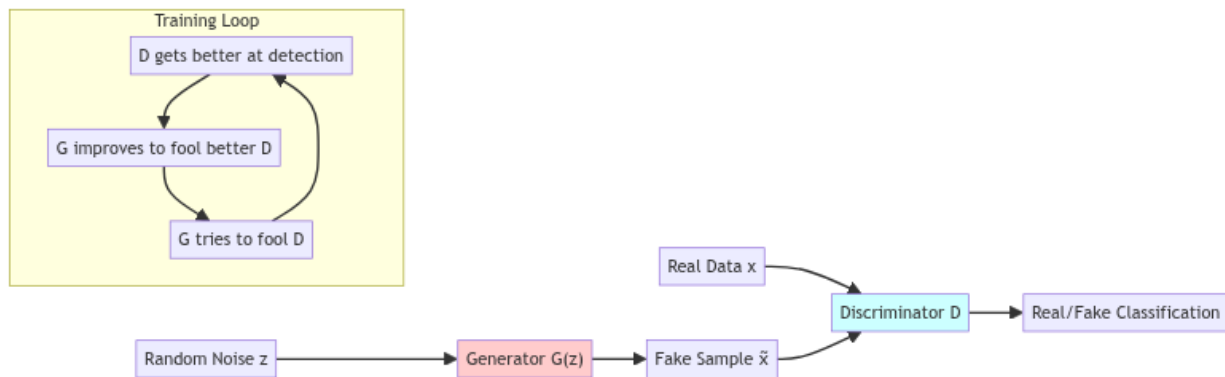 Training Loop
D gets better at detection
G improves to fool better D
G tries to fool D
Real Data x
Discriminator D
Real/Fake Classification
Random Noise z
Generator G(z)
Fake Sample x̃